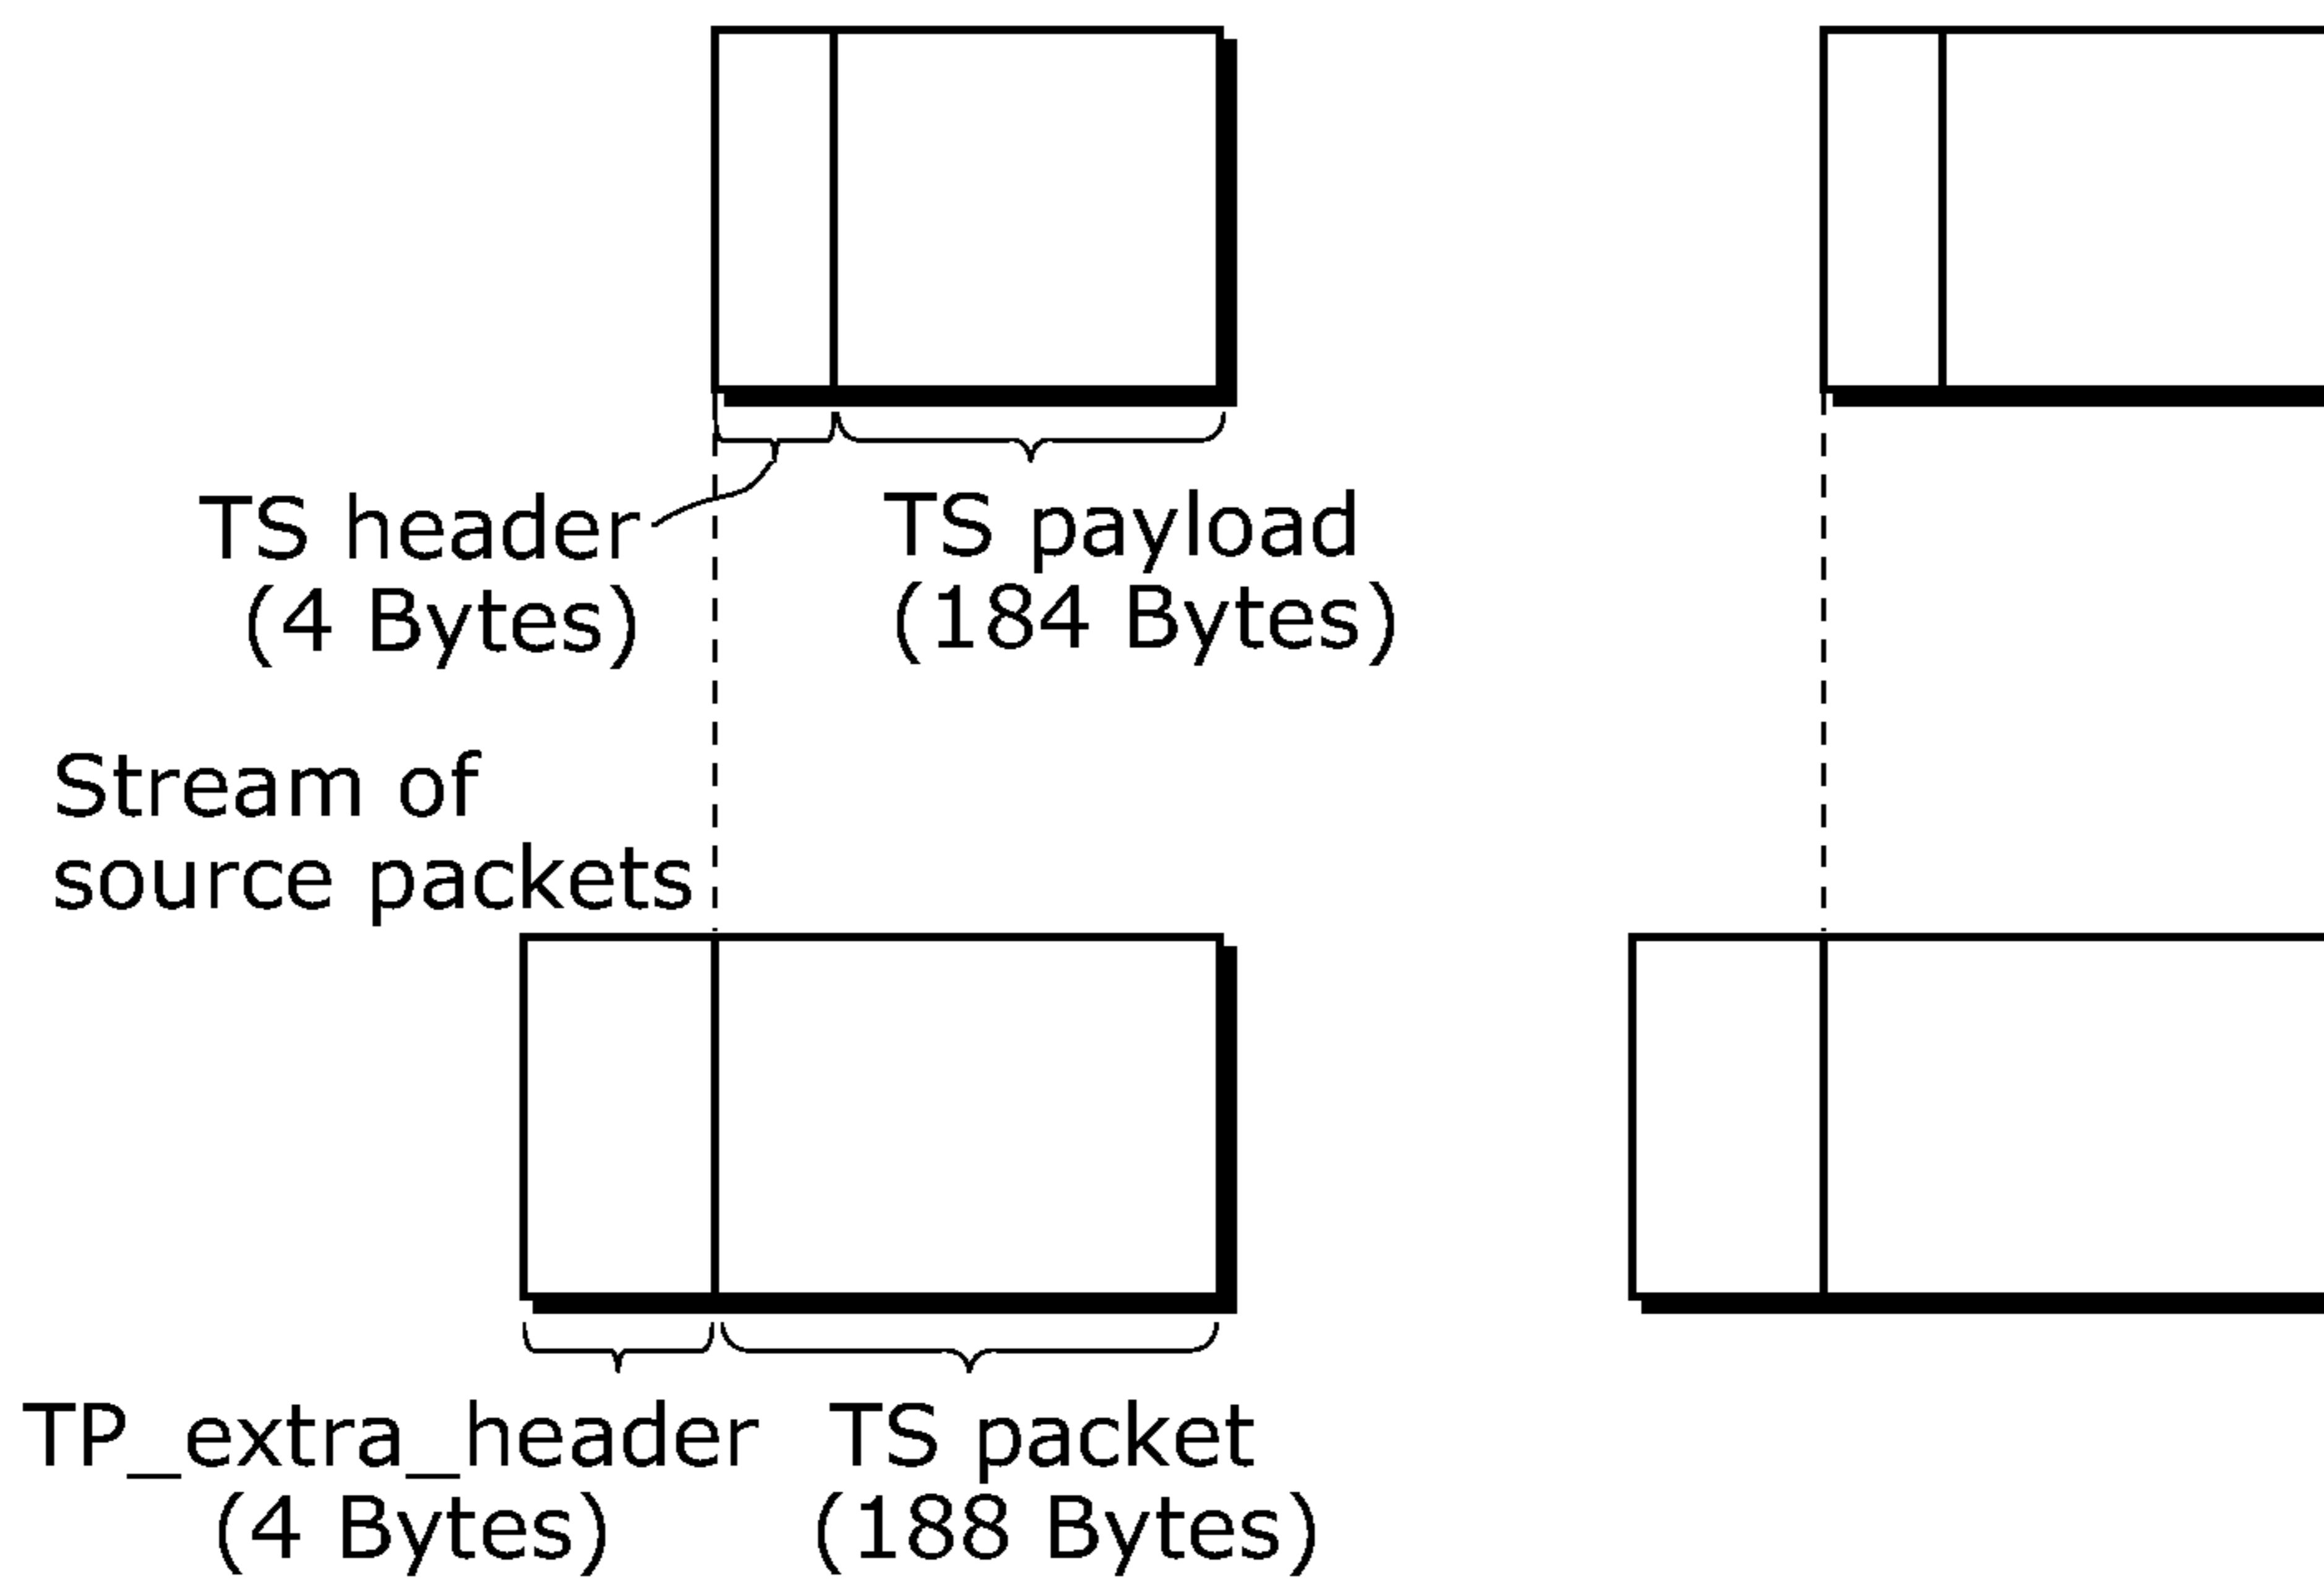 TS header
(4 Bytes)
TS payload
(184 Bytes)
Stream of
source packets
TP_extra_header
(4 Bytes)
TS packet
(188 Bytes)